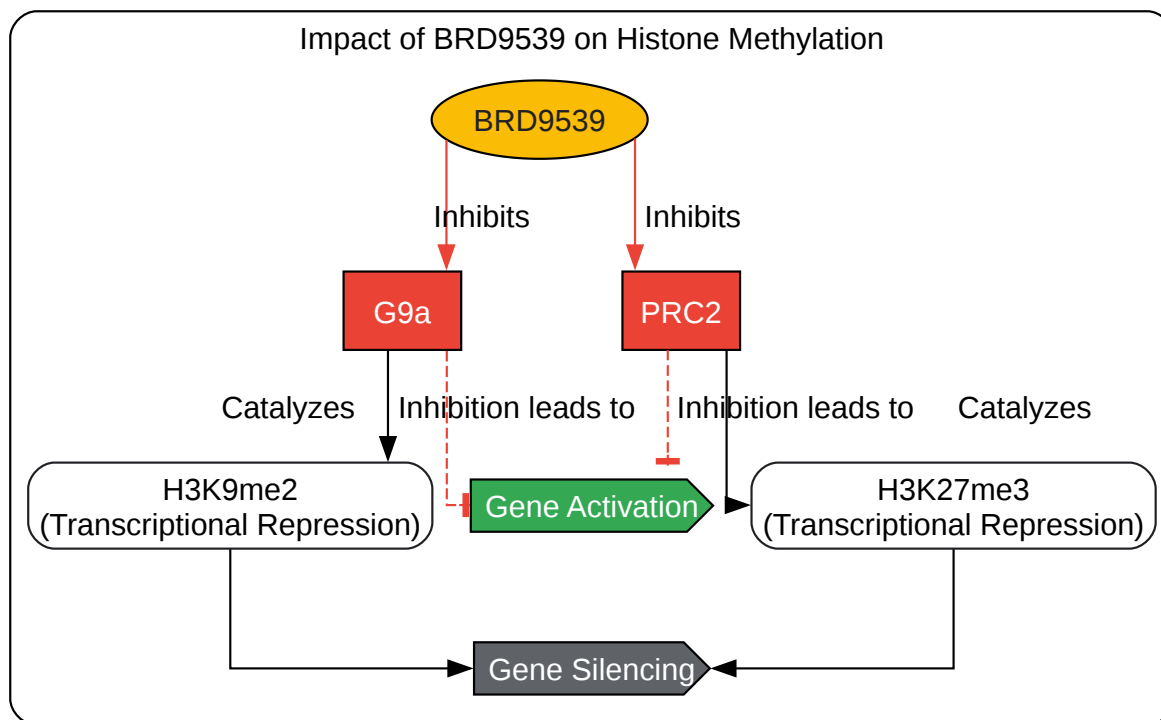 Impact of BRD9539 on Histone Methylation
BRD9539
Inhibits
Inhibits
G9a
PRC2
Catalyzes
Inhibition leads to
Inhibition leads to
Catalyzes
H3K9me2
(Transcriptional Repression)
Gene Activation
H3K27me3
(Transcriptional Repression)
Gene Silencing